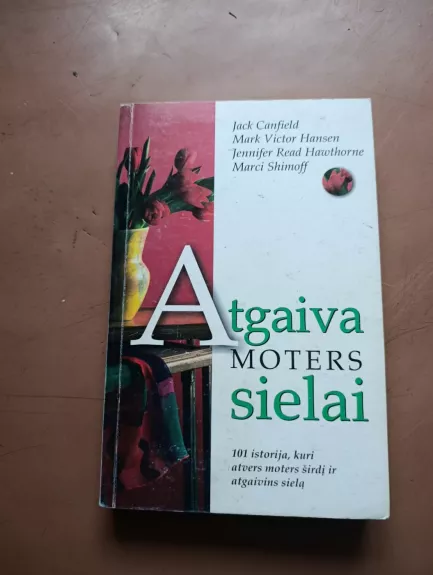 Jack Canfield
Mark Victor Hansen
Jennifer Read Hawthorne
Marci Shimoff
Atgaiva
MOTERS
sielai
101 istorija, kuri
atvers moters širdį ir
atgaivins sielą